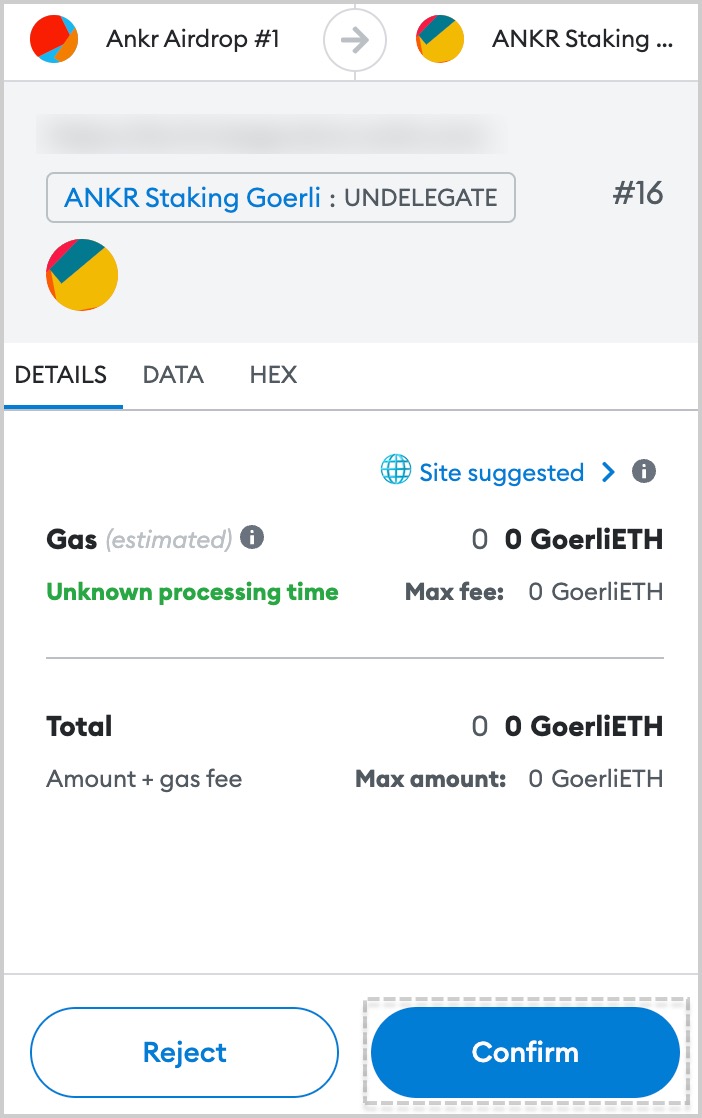 Ankr Airdrop #1 ANKR Staking ...
ANKR Staking Goerli : UNDELEGATE #16
DETAILS DATA HEX
Site suggested
Gas (estimated) 0 0 GoerliETH
Unknown processing time Max fee: 0 GoerliETH
Total 0 0 GoerliETH
Amount + gas fee Max amount: 0 GoerliETH
Reject Confirm